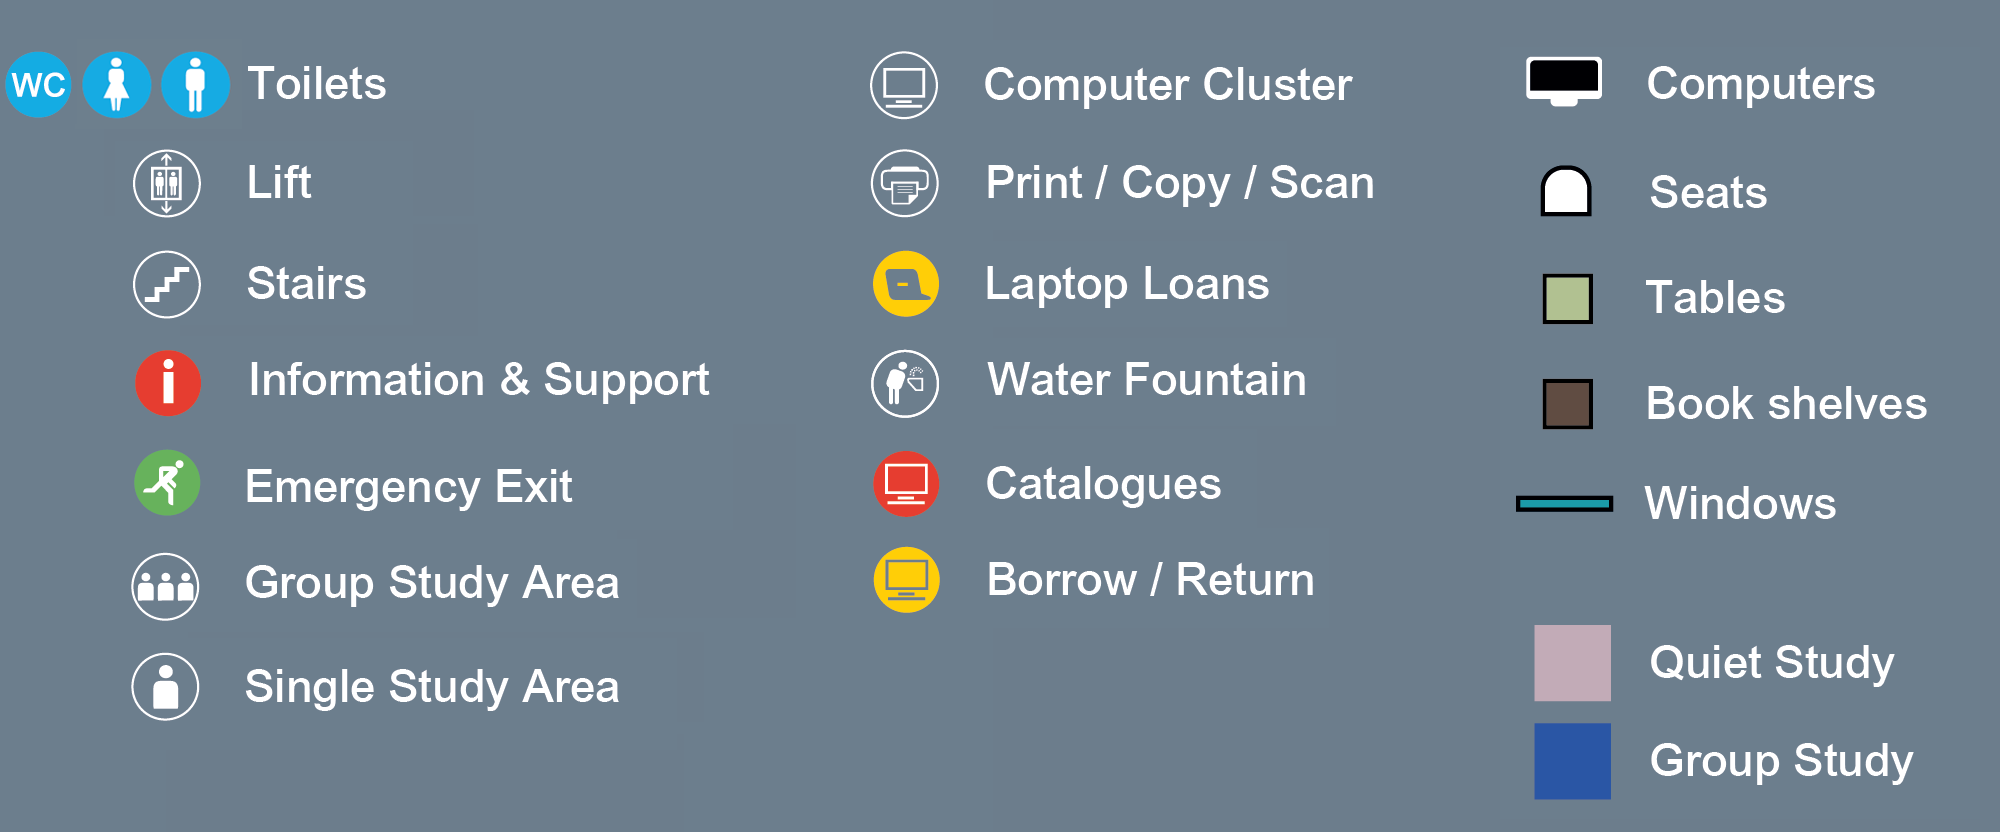 WC Toilets
Lift
Stairs
Information & Support
Emergency Exit
Group Study Area
Single Study Area
Computer Cluster
Print / Copy / Scan
Laptop Loans
Water Fountain
Catalogues
Borrow / Return
Computers
Seats
Tables
Book shelves
Windows
Quiet Study
Group Study